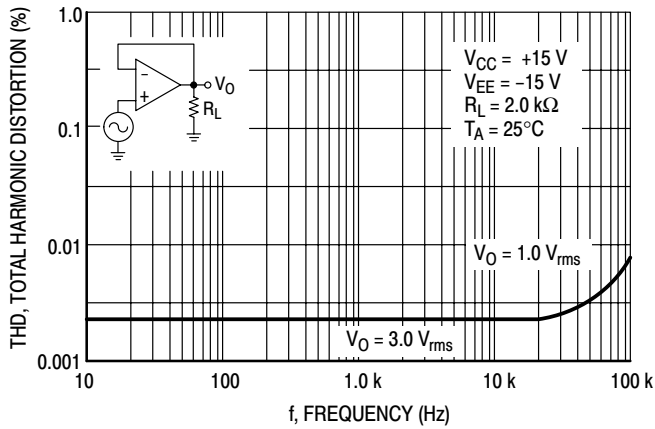 THD, TOTAL HARMONIC DISTORTION (%)
1.0
0.1
0.01
0.001
−
+
V_O
R_L
V_CC = +15 V
V_EE = −15 V
R_L = 2.0 kΩ
T_A = 25°C
V_O = 1.0 V_rms
V_O = 3.0 V_rms
10
100
1.0 k
10 k
100 k
f, FREQUENCY (Hz)